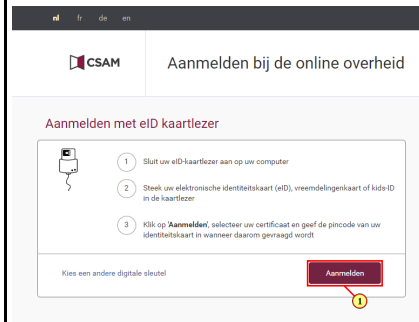 nl fr de en
CSAM
Aanmelden bij de online overheid
Aanmelden met eID kaartlezer
1 Sluit uw eID-kaartlezer aan op uw computer
2 Steek uw elektronische identiteitskaart (eID), vreemdelingenkaart of kids-ID
in de kaartlezer
3 Klik op 'Aanmelden', selecteer uw certificaat en geef de pincode van uw
identiteitskaart in wanneer daarom gevraagd wordt
Kies een andere digitale sleutel
Aanmelden
1